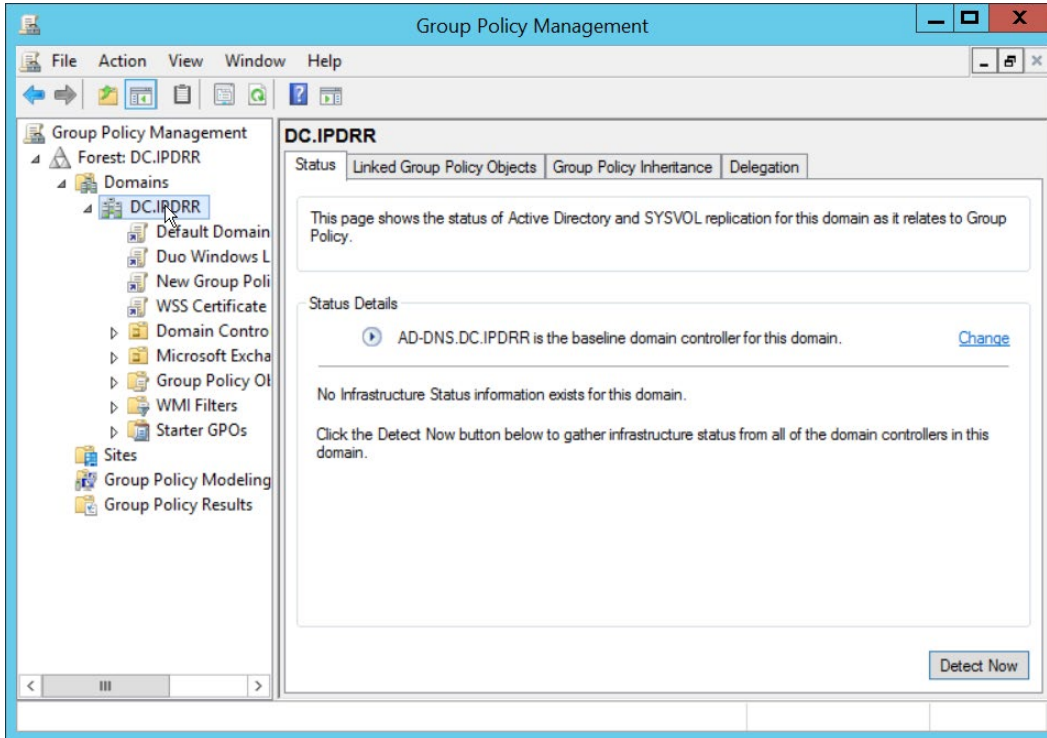 Group Policy Management
File Action View Window Help
Group Policy Management
Forest: DC.IPDRR
Domains
DC.IPDRR
Default Domain
Duo Windows L
New Group Poli
WSS Certificate
Domain Contro
Microsoft Excha
Group Policy Ob
WMI Filters
Starter GPOs
Sites
Group Policy Modeling
Group Policy Results
DC.IPDRR
Status Linked Group Policy Objects Group Policy Inheritance Delegation
This page shows the status of Active Directory and SYSVOL replication for this domain as it relates to Group
Policy.
Status Details
AD-DNS.DC.IPDRR is the baseline domain controller for this domain. Change
No Infrastructure Status information exists for this domain.
Click the Detect Now button below to gather infrastructure status from all of the domain controllers in this
domain.
Detect Now